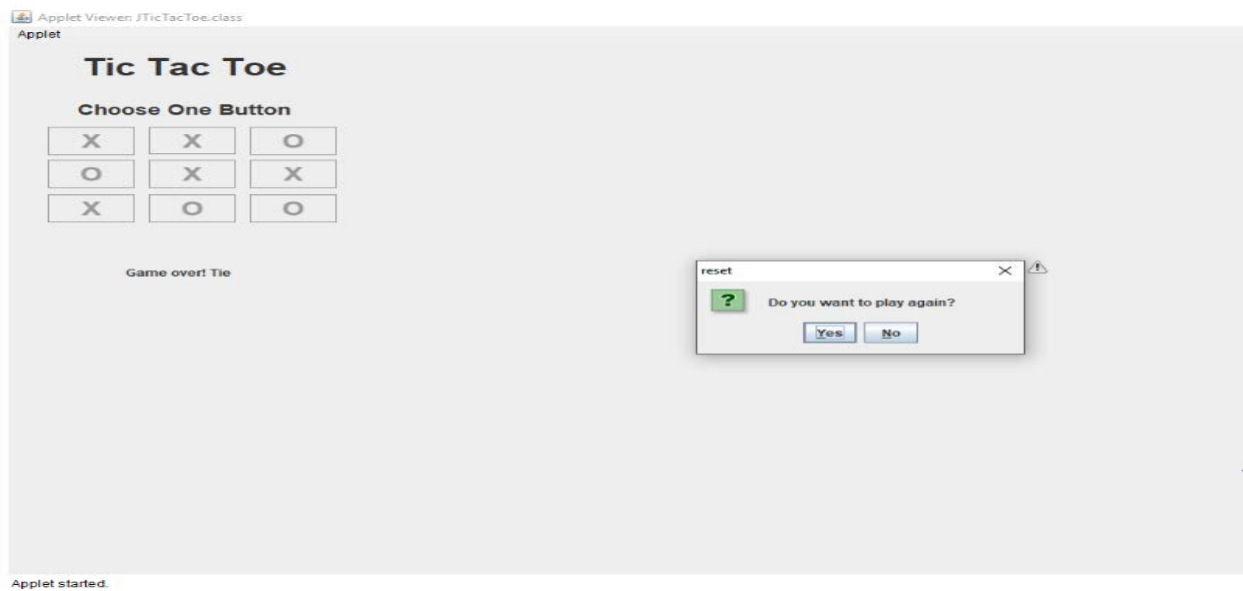 Applet Viewer: JTicTacToe.class
Applet
Tic Tac Toe
Choose One Button
X X O
O X X
X O O
Game over! Tie
reset
? Do you want to play again?
Yes No
Applet started.